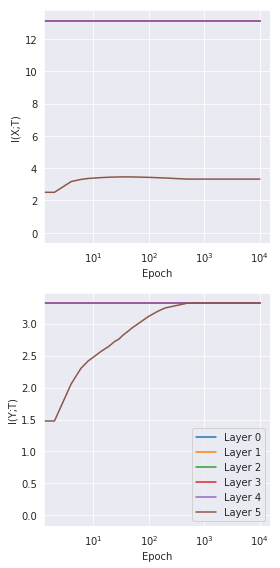 12
10
8
6
4
2
0
I(X;T)
10¹ 10² 10³ 10⁴
Epoch
3.0
2.5
2.0
1.5
1.0
0.5
0.0
I(Y;T)
Layer 0
Layer 1
Layer 2
Layer 3
Layer 4
Layer 5
10¹ 10² 10³ 10⁴
Epoch